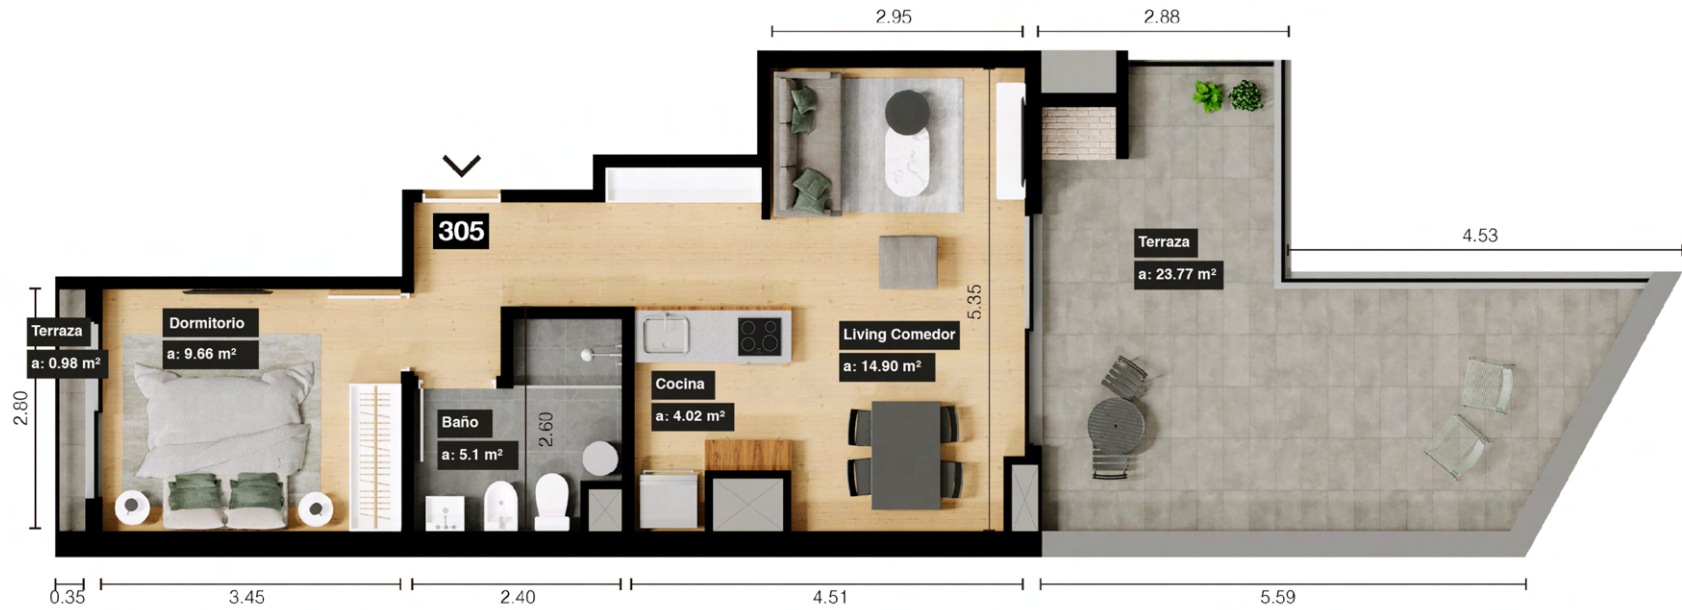 2.95
2.88
305
4.53
Terraza
a: 23.77 m²
5.35
Terraza
a: 0.98 m²
Dormitorio
a: 9.66 m²
Living Comedor
a: 14.90 m²
Cocina
a: 4.02 m²
Baño
a: 5.1 m²
2.60
2.80
0.35
3.45
2.40
4.51
5.59